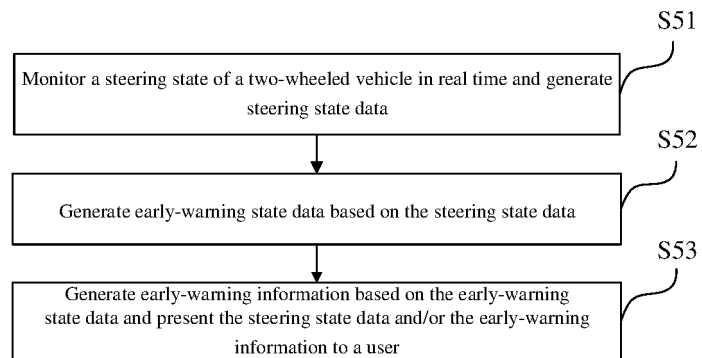 S51
Monitor a steering state of a two-wheeled vehicle in real time and generate
steering state data
S52
Generate early-warning state data based on the steering state data
S53
Generate early-warning information based on the early-warning
state data and present the steering state data and/or the early-warning
information to a user